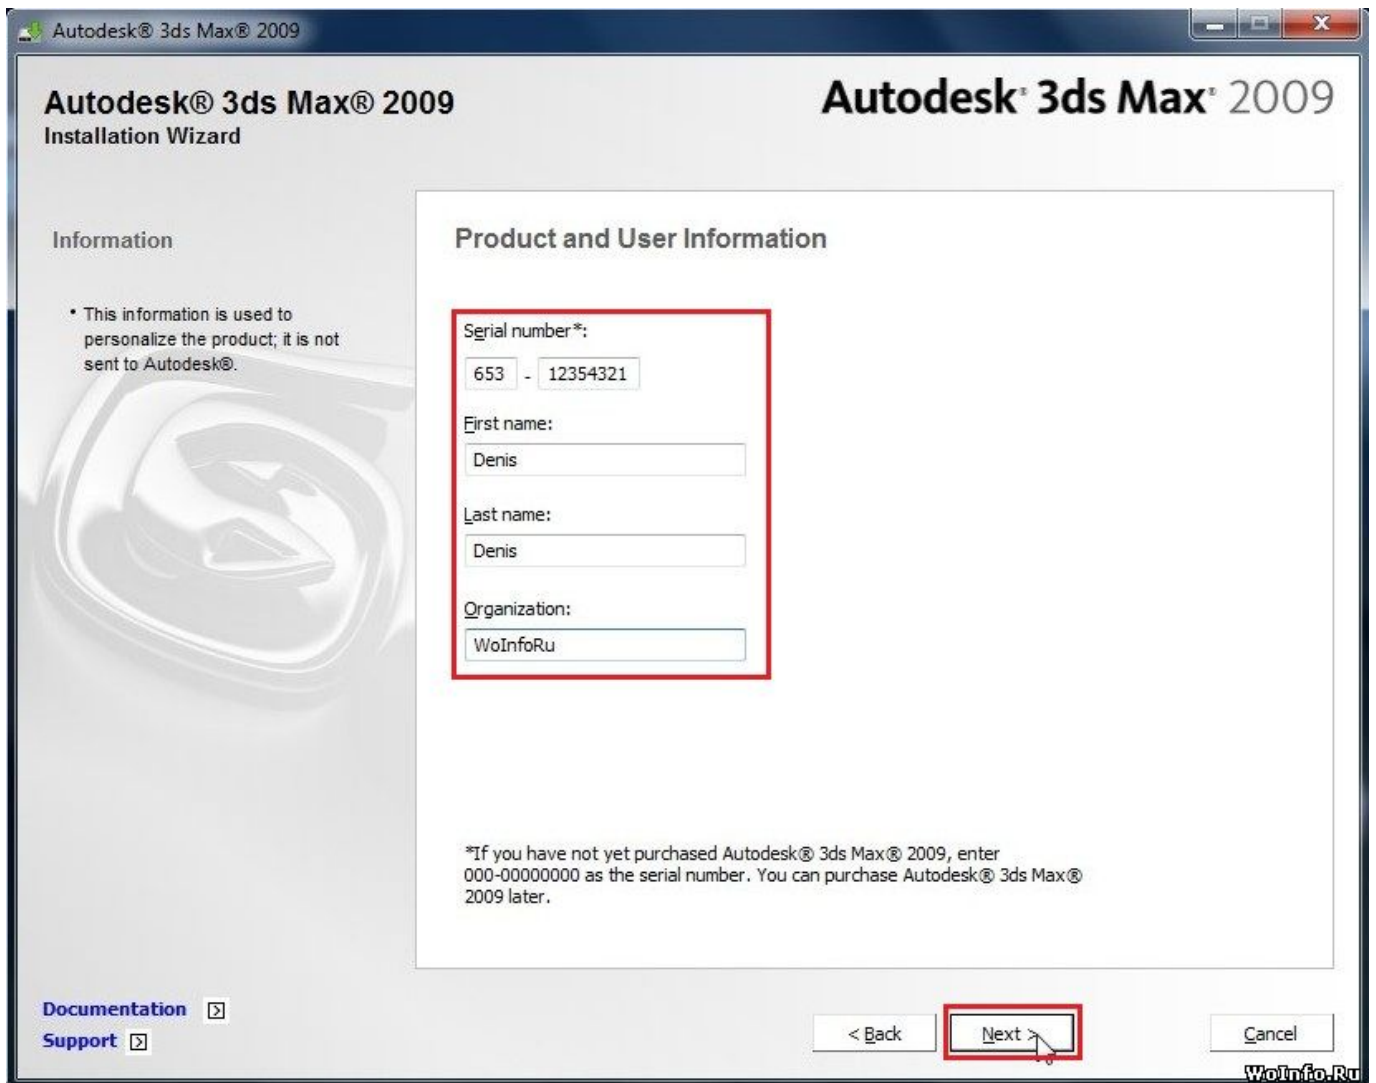 Autodesk® 3ds Max® 2009
Autodesk® 3ds Max® 2009
Installation Wizard
Autodesk® 3ds Max® 2009
Information
• This information is used to
personalize the product; it is not
sent to Autodesk®.
Product and User Information
Serial number*:
653 - 12354321
First name:
Denis
Last name:
Denis
Organization:
WoInfoRu
*If you have not yet purchased Autodesk® 3ds Max® 2009, enter
000-00000000 as the serial number. You can purchase Autodesk® 3ds Max®
2009 later.
Documentation
Support
< Back Next > Cancel
WoInfo.Ru